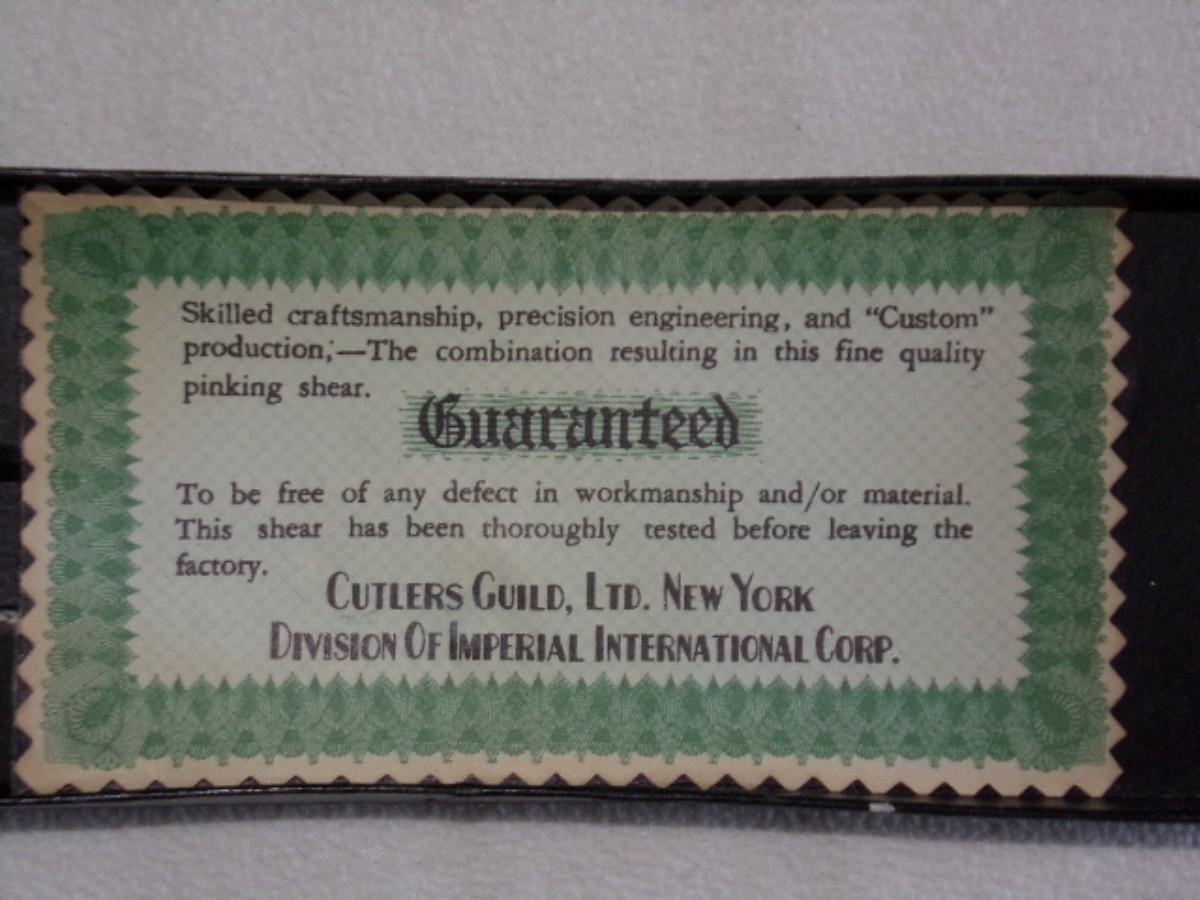 Skilled craftsmanship, precision engineering, and “Custom”
production,—The combination resulting in this fine quality
pinking shear.
Guaranteed
To be free of any defect in workmanship and/or material.
This shear has been thoroughly tested before leaving the
factory.
CUTLERS GUILD, LTD. NEW YORK
DIVISION OF IMPERIAL INTERNATIONAL CORP.